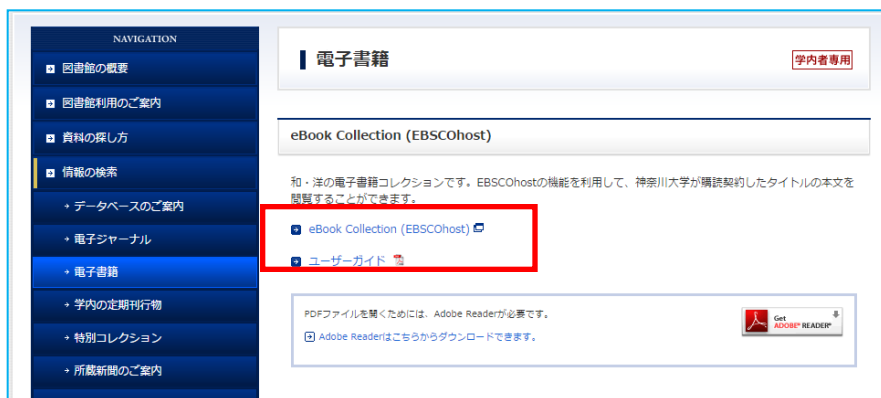 NAVIGATION
図書館の概要
図書館利用のご案内
資料の探し方
情報の検索
データベースのご案内
電子ジャーナル
電子書籍
学内の定期刊行物
特別コレクション
所蔵新聞のご案内
電子書籍
学内者専用
eBook Collection (EBSCOhost)
和・洋の電子書籍コレクションです。EBSCOhostの機能を利用して、神奈川大学が購読契約したタイトルの本文を
閲覧することができます。
eBook Collection (EBSCOhost)
ユーザーガイド
PDFファイルを開くためには、Adobe Readerが必要です。
Adobe Readerはこちらからダウンロードできます。
Get
ADOBE® READER®